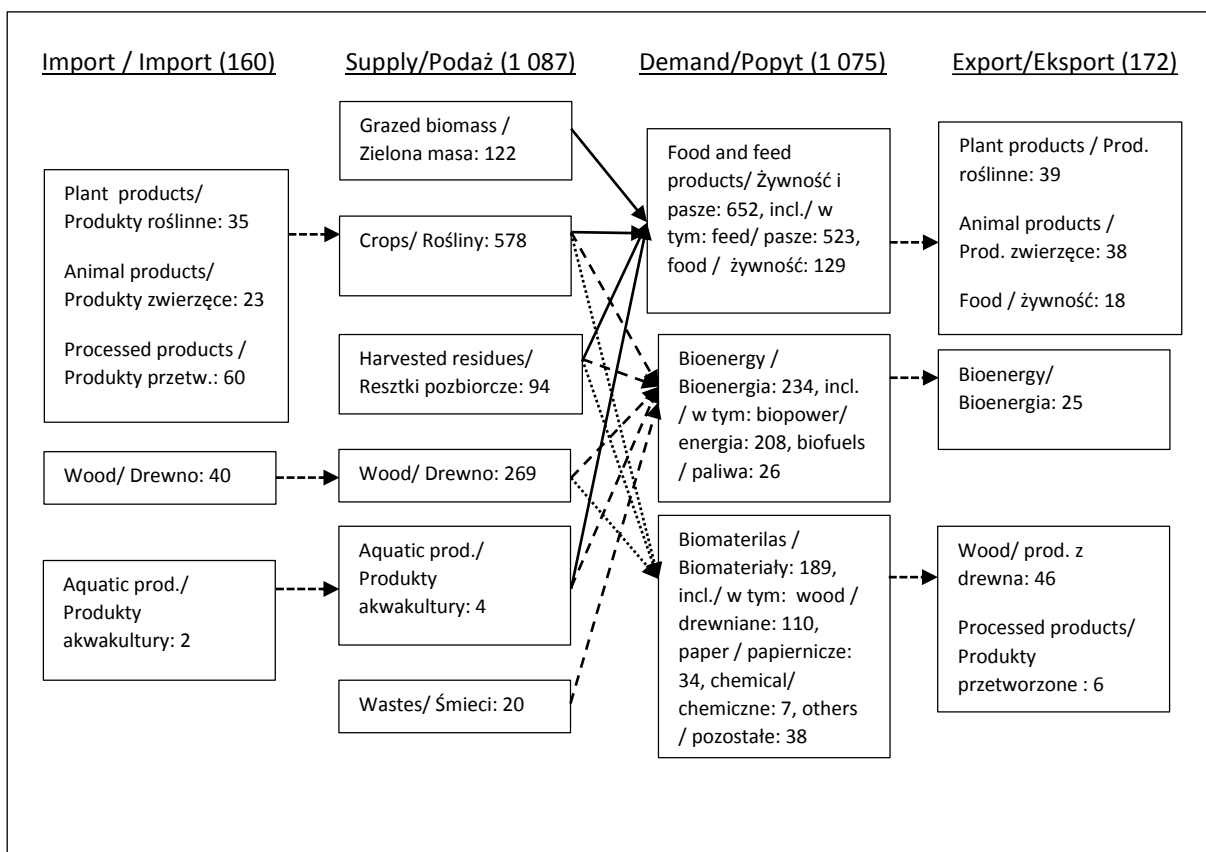 Import / Import (160)
Plant products/
Produkty roślinne: 35
Animal products/
Produkty zwierzęce: 23
Processed products /
Produkty przetw.: 60
Wood/ Drewno: 40
Aquatic prod./
Produkty
akwakultury: 2
Supply/Podaż (1 087)
Grazed biomass /
Zielona masa: 122
Crops/ Rośliny: 578
Harvested residues/
Resztki pozbiorcze: 94
Wood/ Drewno: 269
Aquatic prod./
Produkty
akwakultury: 4
Wastes/ Śmieci: 20
Demand/Popyt (1 075)
Food and feed
products/ Żywność i
pasze: 652, incl./ w
tym: feed/ pasze: 523,
food / żywność: 129
Bioenergy /
Bioenergia: 234, incl.
/ w tym: biopower/
energia: 208, biofuels
/ paliwa: 26
Biomaterilas /
Biomateriały: 189,
incl./ w tym: wood /
drewniane: 110,
paper / papiernicze:
34, chemical/
chemiczne: 7, others
/ pozostałe: 38
Export/Eksport (172)
Plant products / Prod.
roślinne: 39
Animal products /
Prod. zwierzęce: 38
Food / żywność: 18
Bioenergy/
Bioenergia: 25
Wood/ prod. z
drewna: 46
Processed products/
Produkty
przetworzone : 6